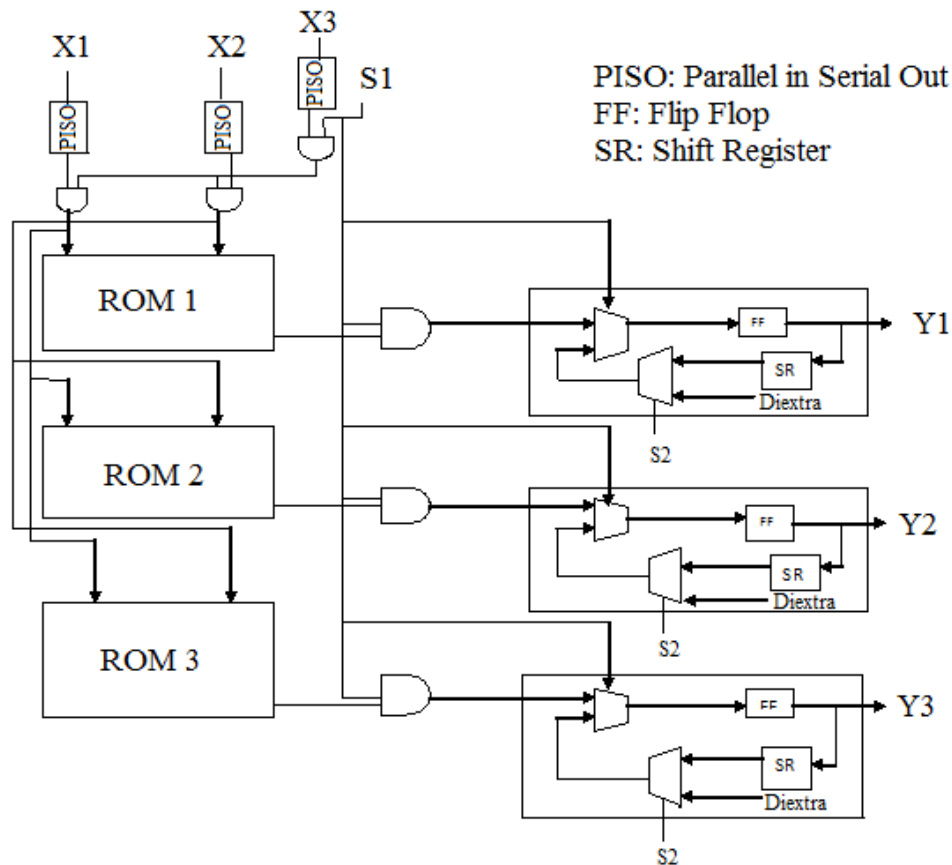 X3
X1
X2
S1
PISO
PISO
PISO
PISO: Parallel in Serial Out
FF: Flip Flop
SR: Shift Register
ROM 1
FF
Y1
SR
Diextra
S2
ROM 2
FF
Y2
SR
Diextra
S2
ROM 3
FF
Y3
SR
Diextra
S2